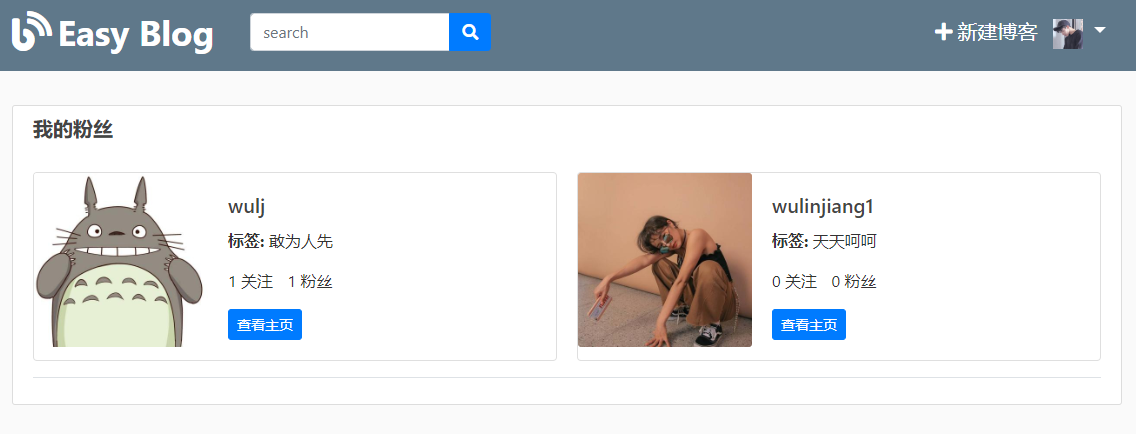 Easy Blog
search
新建博客
我的粉丝
wulj
标签: 敢为人先
1 关注 1 粉丝
查看主页
wulinjiang1
标签: 天天呵呵
0 关注 0 粉丝
查看主页